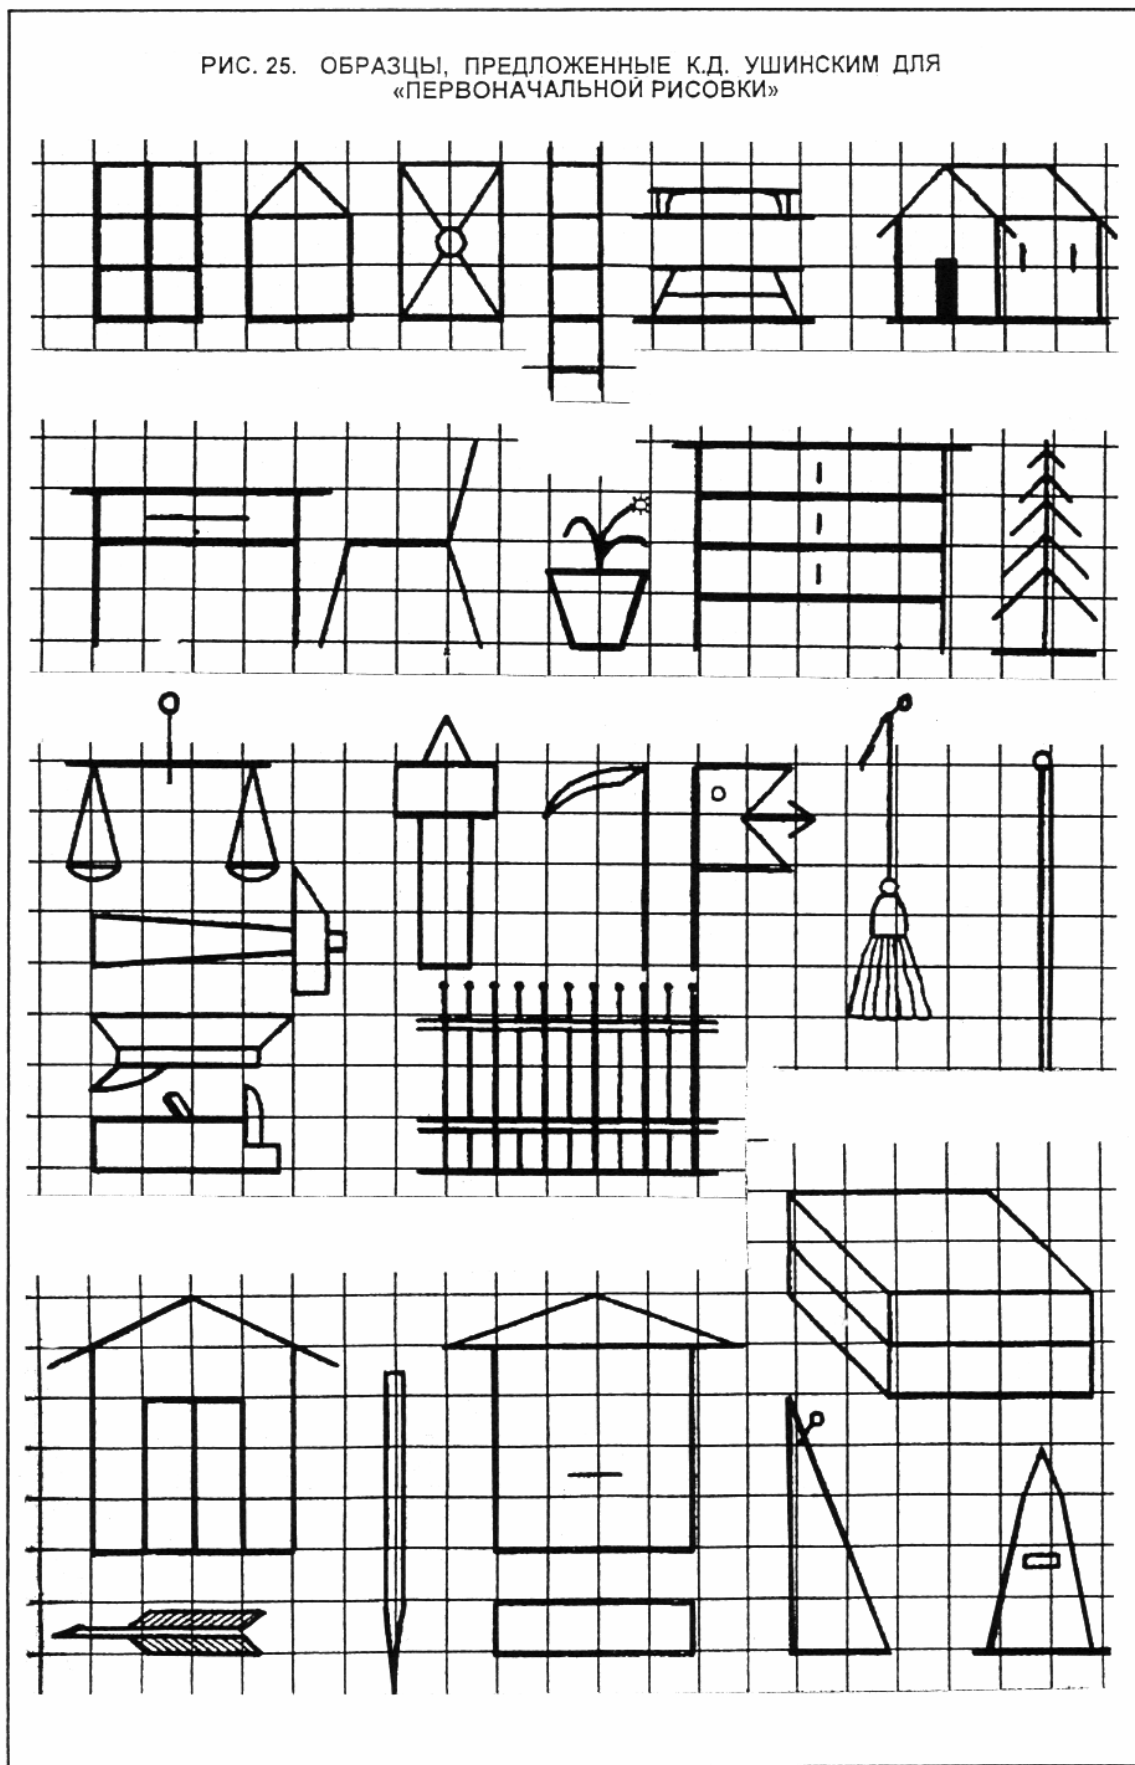 РИС. 25. ОБРАЗЦЫ, ПРЕДЛОЖЕННЫЕ К.Д. УШИНСКИМ ДЛЯ
«ПЕРВОНАЧАЛЬНОЙ РИСОВКИ»